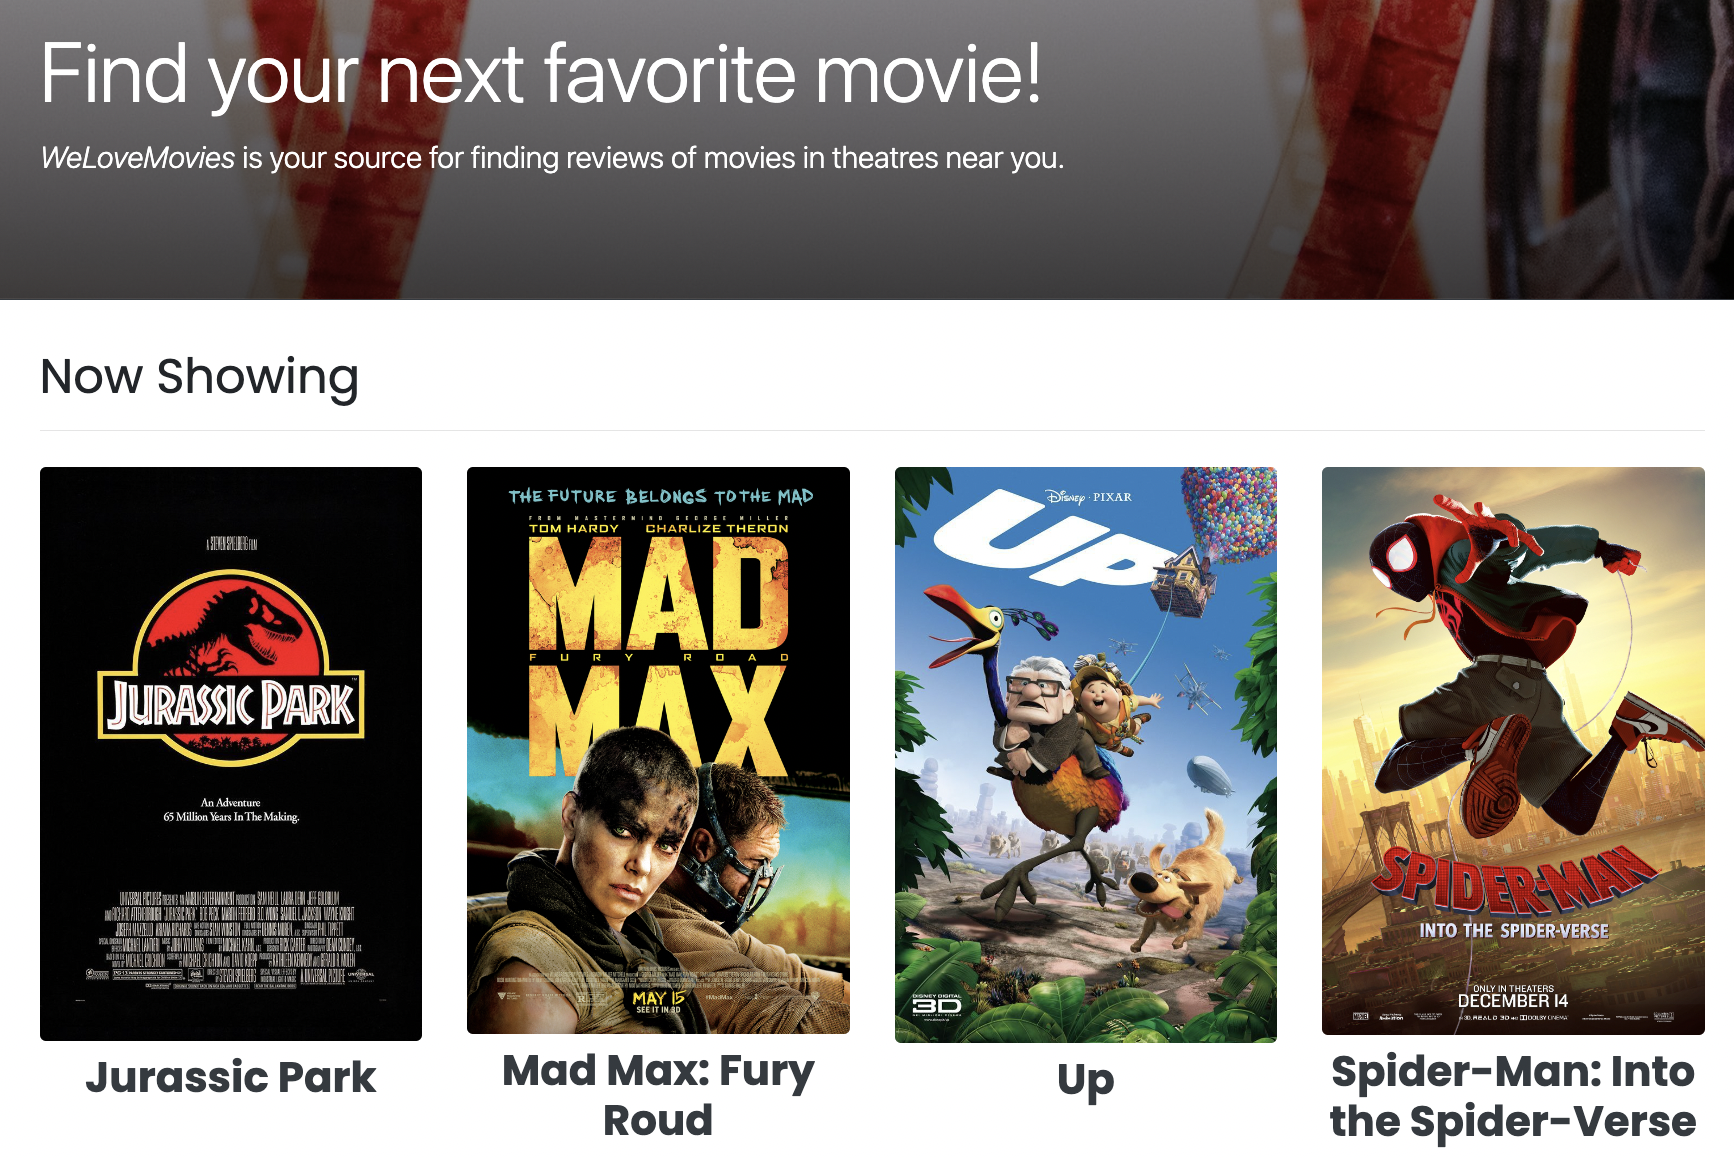 Find your next favorite movie!
WeLoveMovies is your source for finding reviews of movies in theatres near you.
Now Showing
A STEVEN SPIELBERG FILM
JURASSIC PARK
An Adventure
65 Million Years In The Making.
Jurassic Park
THE FUTURE BELONGS TO THE MAD
FROM MASTERMIND GEORGE MILLER
TOM HARDY CHARLIZE THERON
MAD
FURY ROAD
MAX
MAY 15
SEE IT IN 3D
Mad Max: Fury
Roud
Disney · PIXAR
UP
DISNEY DIGITAL
3D
Up
SPIDER-MAN
INTO THE SPIDER-VERSE
ONLY IN THEATERS
DECEMBER 14
Spider-Man: Into
the Spider-Verse